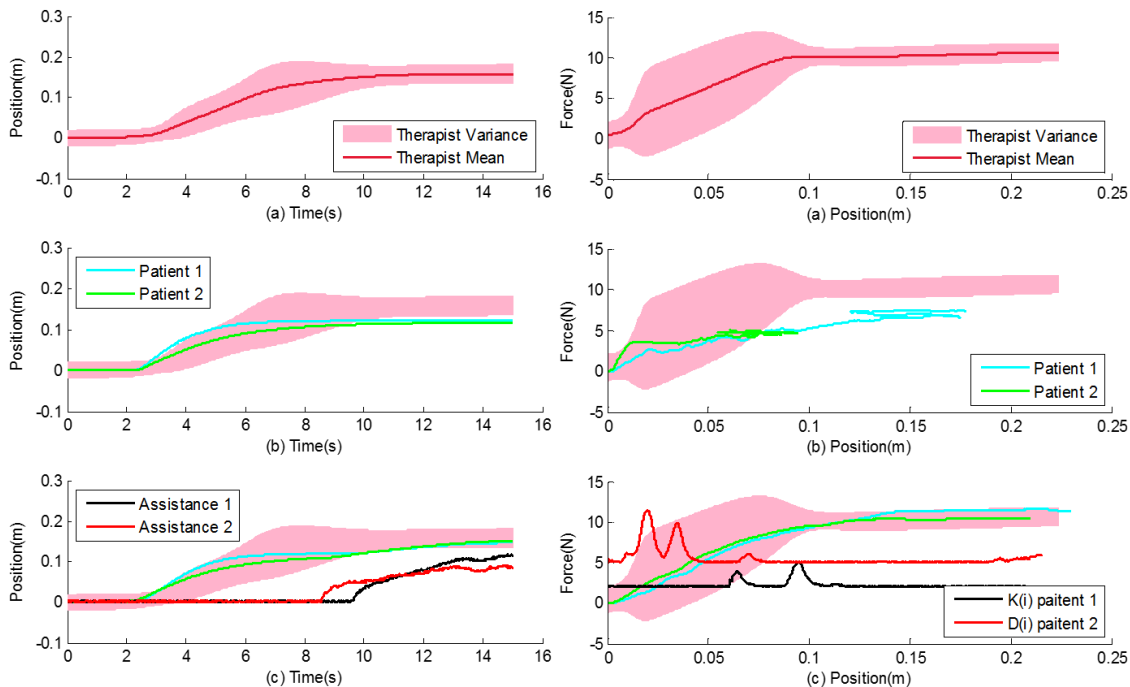 Position(m)
0.3
0.2
0.1
0
-0.1
Therapist Variance
Therapist Mean
0 2 4 6 8 10 12 14 16
(a) Time(s)
Force(N)
15
10
5
0
-5
Therapist Variance
Therapist Mean
0 0.05 0.1 0.15 0.2 0.25
(a) Position(m)
Position(m)
0.3
0.2
0.1
0
-0.1
Patient 1
Patient 2
0 2 4 6 8 10 12 14 16
(b) Time(s)
Force(N)
15
10
5
0
-5
Patient 1
Patient 2
0 0.05 0.1 0.15 0.2 0.25
(b) Position(m)
Position(m)
0.3
0.2
0.1
0
-0.1
Assistance 1
Assistance 2
0 2 4 6 8 10 12 14 16
(c) Time(s)
Force(N)
15
10
5
0
-5
K(i) paitent 1
D(i) paitent 2
0 0.05 0.1 0.15 0.2 0.25
(c) Position(m)